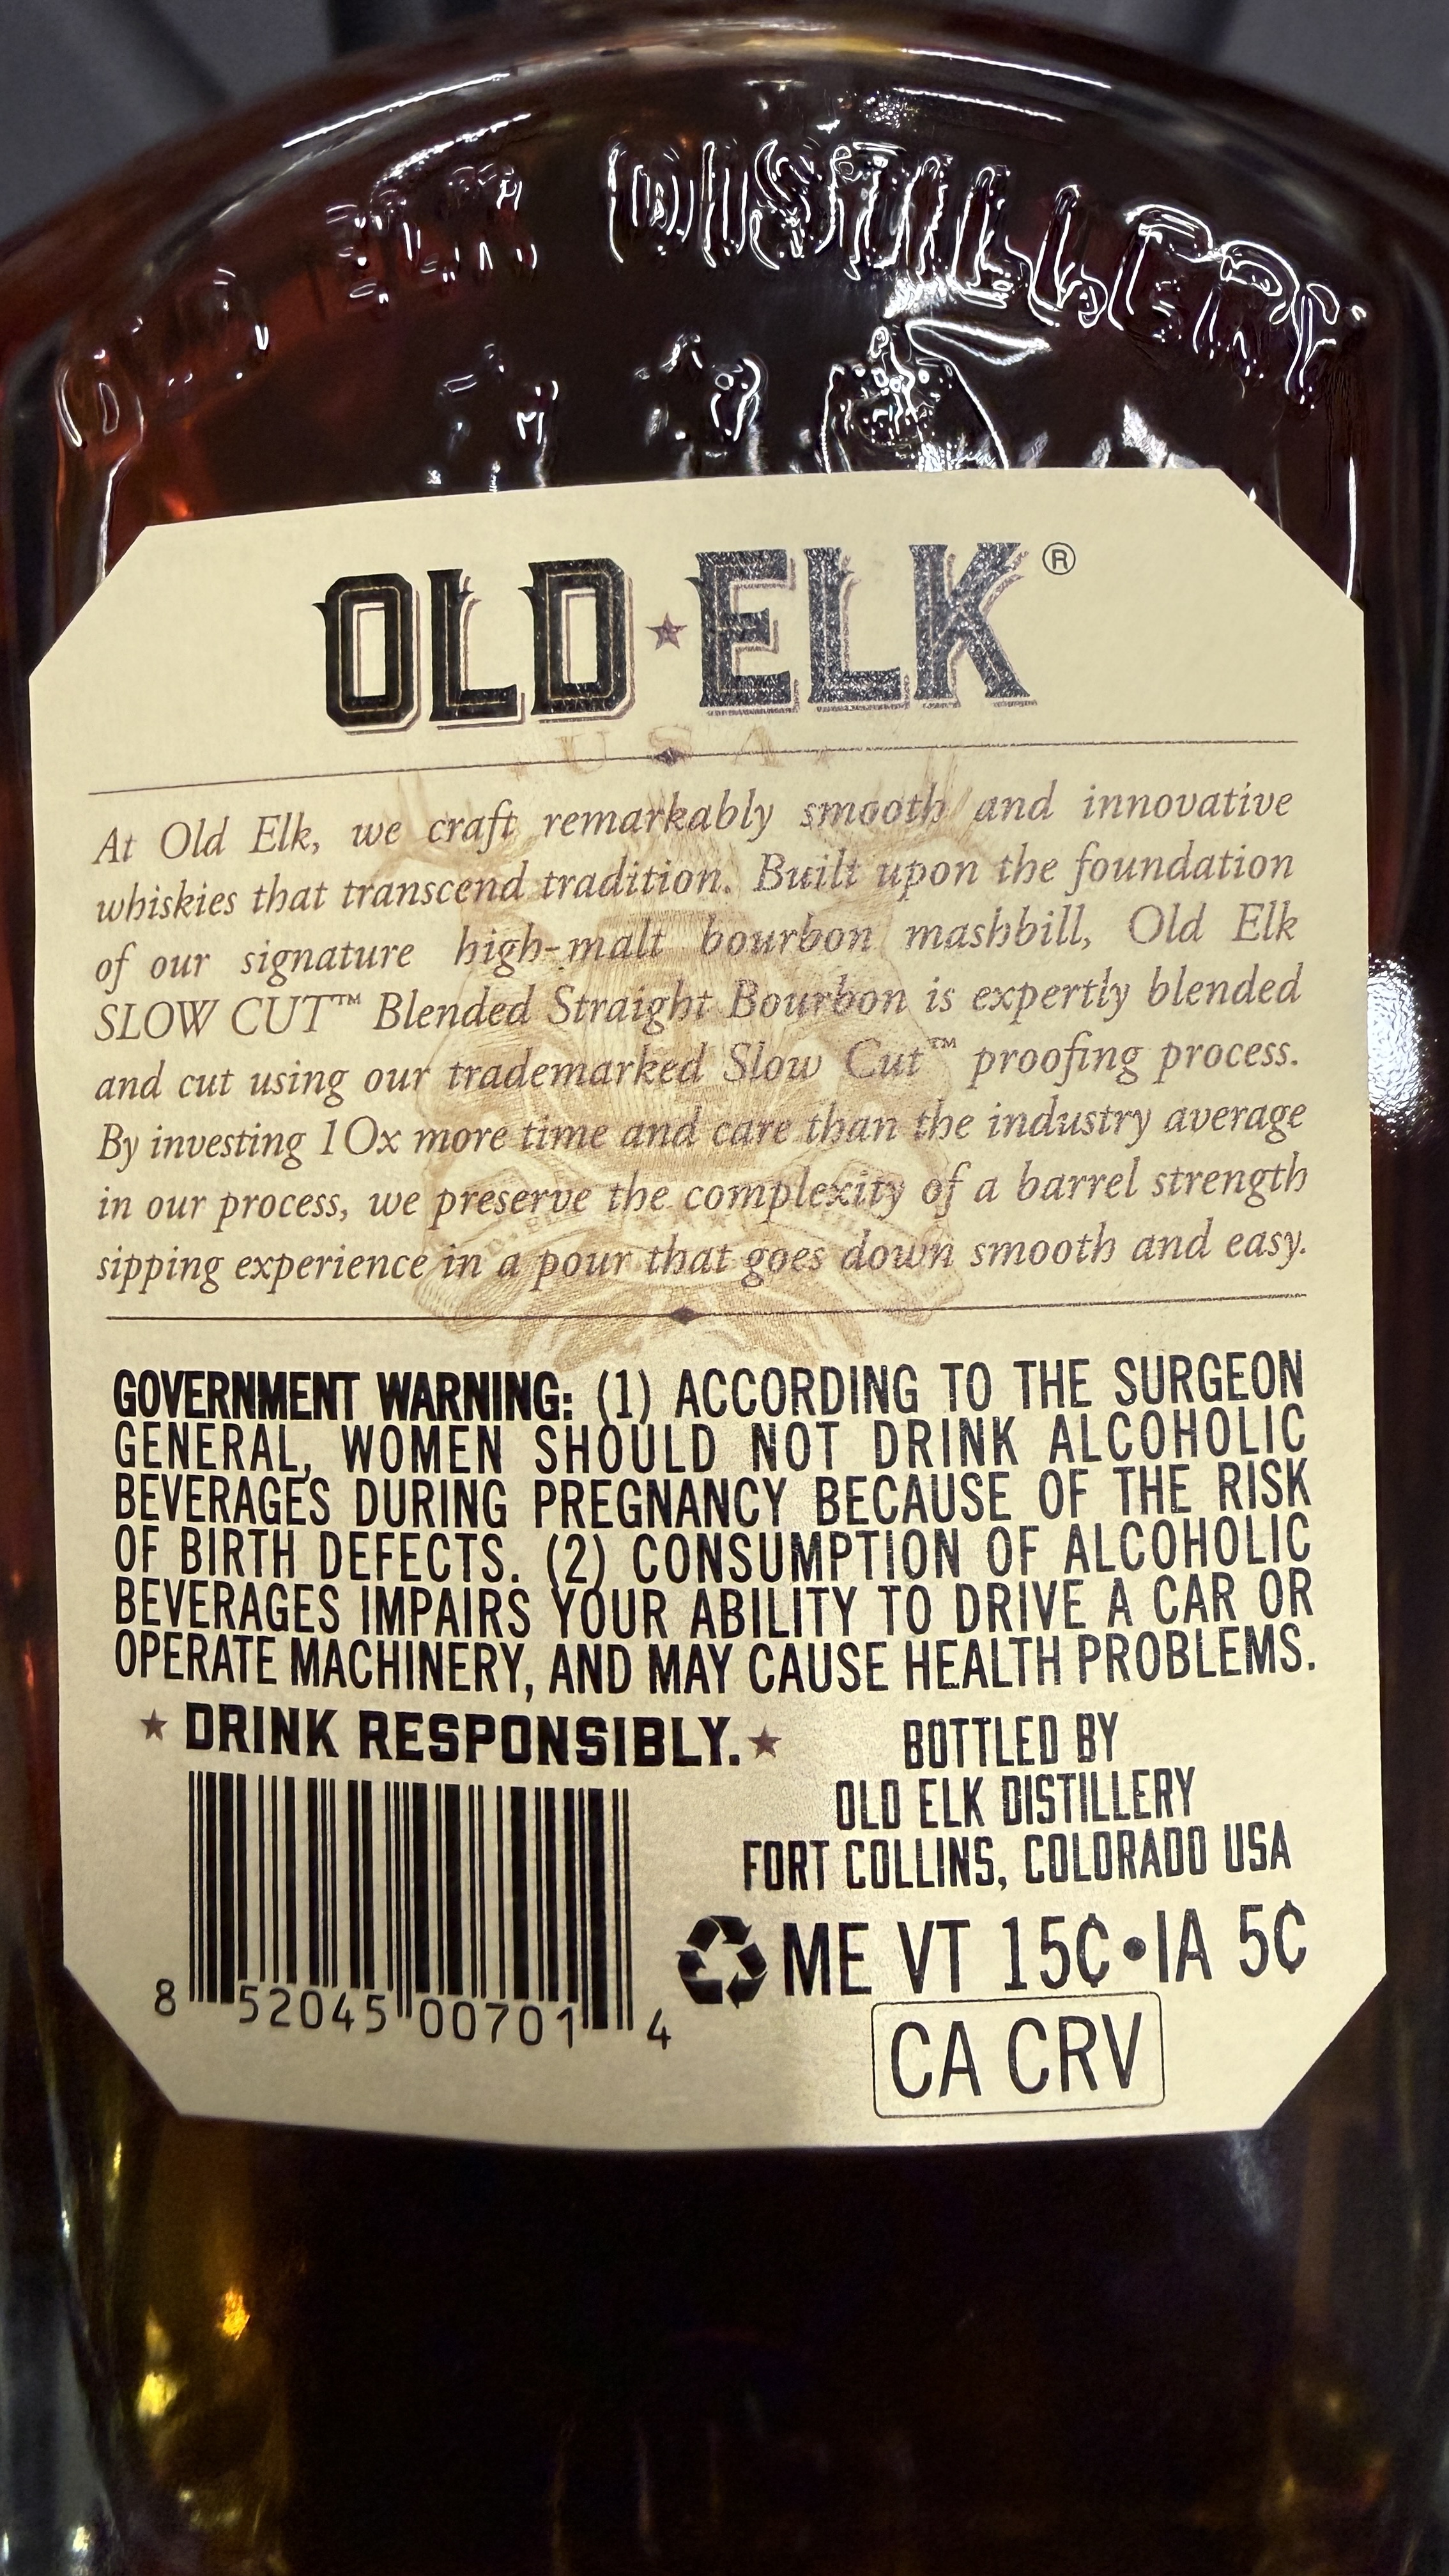 DISTILLERY
OLD ★ ELK®
U S A
At Old Elk, we craft remarkably smooth and innovative
whiskies that transcend tradition. Built upon the foundation
of our signature high-malt bourbon mashbill, Old Elk
SLOW CUT™ Blended Straight Bourbon is expertly blended
and cut using our trademarked Slow Cut™ proofing process.
By investing 10x more time and care than the industry average
in our process, we preserve the complexity of a barrel strength
sipping experience in a pour that goes down smooth and easy.
GOVERNMENT WARNING: (1) ACCORDING TO THE SURGEON
GENERAL, WOMEN SHOULD NOT DRINK ALCOHOLIC
BEVERAGES DURING PREGNANCY BECAUSE OF THE RISK
OF BIRTH DEFECTS. (2) CONSUMPTION OF ALCOHOLIC
BEVERAGES IMPAIRS YOUR ABILITY TO DRIVE A CAR OR
OPERATE MACHINERY, AND MAY CAUSE HEALTH PROBLEMS.
★ DRINK RESPONSIBLY. ★
BOTTLED BY
OLD ELK DISTILLERY
FORT COLLINS, COLORADO USA
ME VT 15¢•IA 5¢
CA CRV
8 52045 00701 4